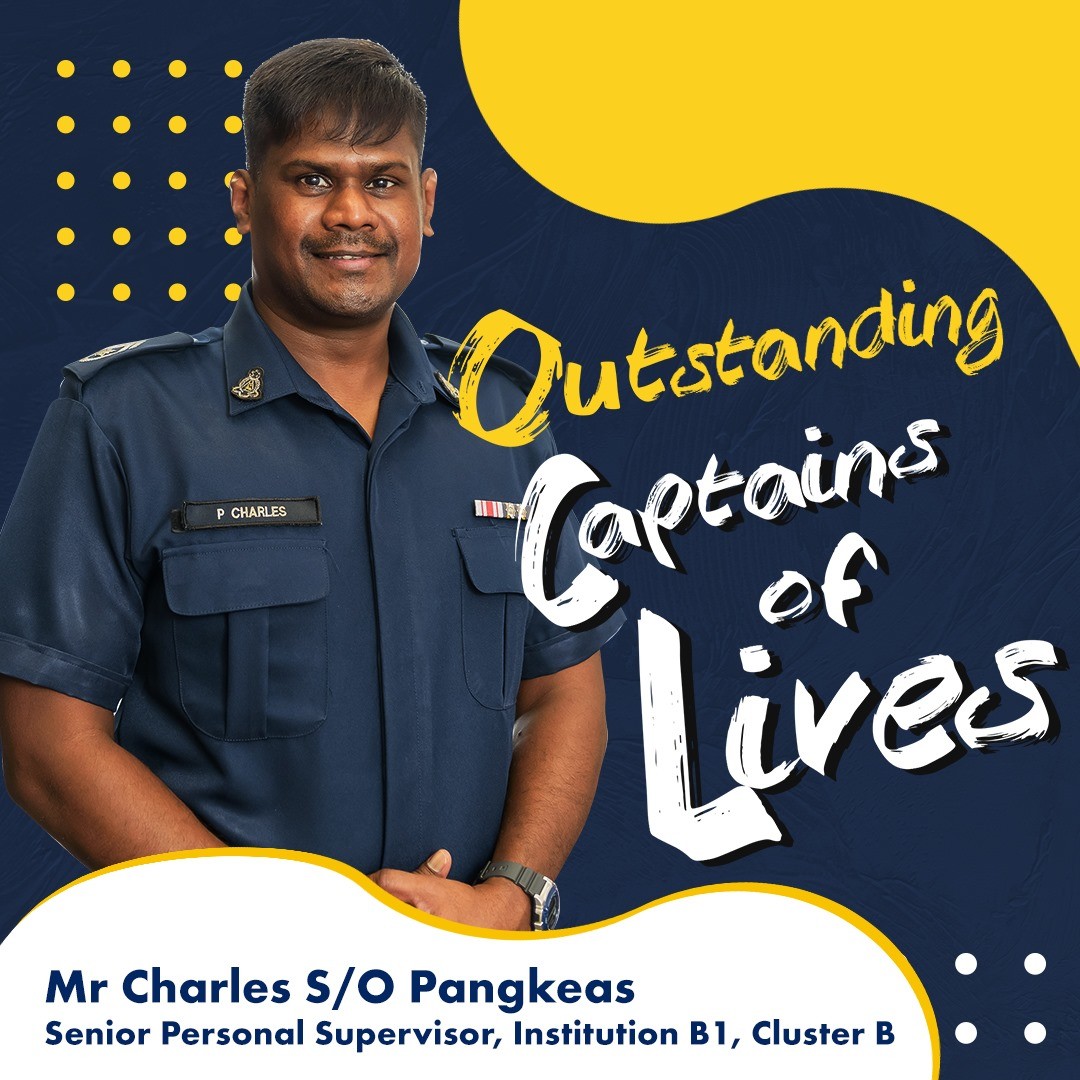 P CHARLES
Outstanding
Captains
of
Lives
Mr Charles S/O Pangkeas
Senior Personal Supervisor, Institution B1, Cluster B